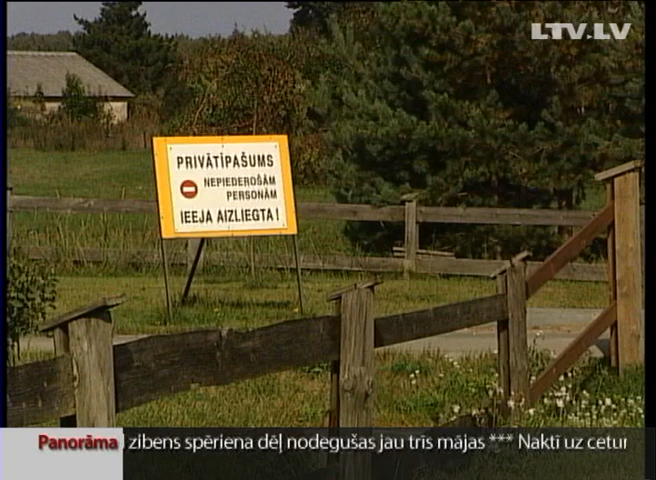 LTV.LV
PRIVĀTĪPAŠUMS
NEPIEDEROŠĀM
PERSONĀM
IEEJA AIZLIEGTA!
Panorāma zibens spēriena dēļ nodegušas jau trīs mājas *** Naktī uz cetur